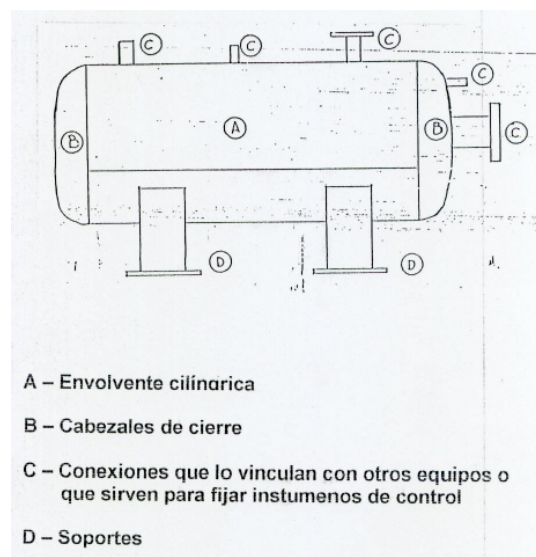 C
C
C
C
B
A
B
C
D
D
A – Envolvente cilínarica
B – Cabezales de cierre
C – Conexiones que lo vinculan con otros equipos o
que sirven para fijar instumenos de control
D – Soportes